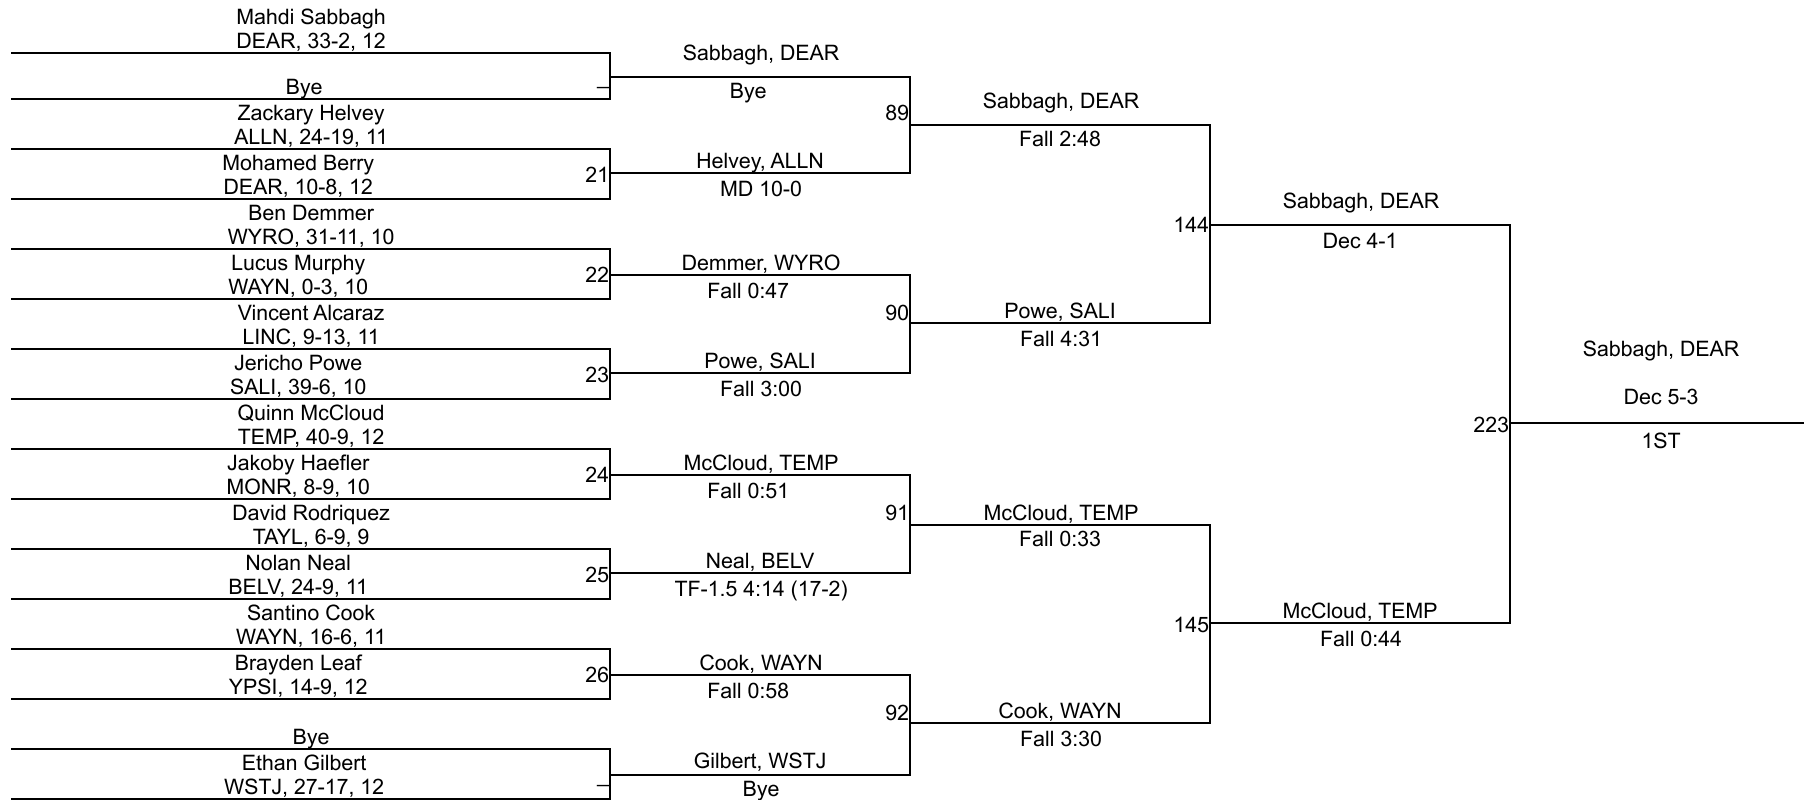 Mahdi Sabbagh
DEAR, 33-2, 12
Bye
Zackary Helvey
ALLN, 24-19, 11
Mohamed Berry
DEAR, 10-8, 12
Ben Demmer
WYRO, 31-11, 10
Lucus Murphy
WAYN, 0-3, 10
Vincent Alcaraz
LINC, 9-13, 11
Jericho Powe
SALI, 39-6, 10
Quinn McCloud
TEMP, 40-9, 12
Jakoby Haefler
MONR, 8-9, 10
David Rodriquez
TAYL, 6-9, 9
Nolan Neal
BELV, 24-9, 11
Santino Cook
WAYN, 16-6, 11
Brayden Leaf
YPSI, 14-9, 12
Bye
Ethan Gilbert
WSTJ, 27-17, 12
21
22
23
24
25
26
Sabbagh, DEAR
Bye
Helvey, ALLN
MD 10-0
Demmer, WYRO
Fall 0:47
Powe, SALI
Fall 3:00
McCloud, TEMP
Fall 0:51
Neal, BELV
TF-1.5 4:14 (17-2)
Cook, WAYN
Fall 0:58
Gilbert, WSTJ
Bye
89
90
91
92
Sabbagh, DEAR
Fall 2:48
Powe, SALI
Fall 4:31
McCloud, TEMP
Fall 0:33
Cook, WAYN
Fall 3:30
144
145
Sabbagh, DEAR
Dec 4-1
McCloud, TEMP
Fall 0:44
223
Sabbagh, DEAR
Dec 5-3
1ST